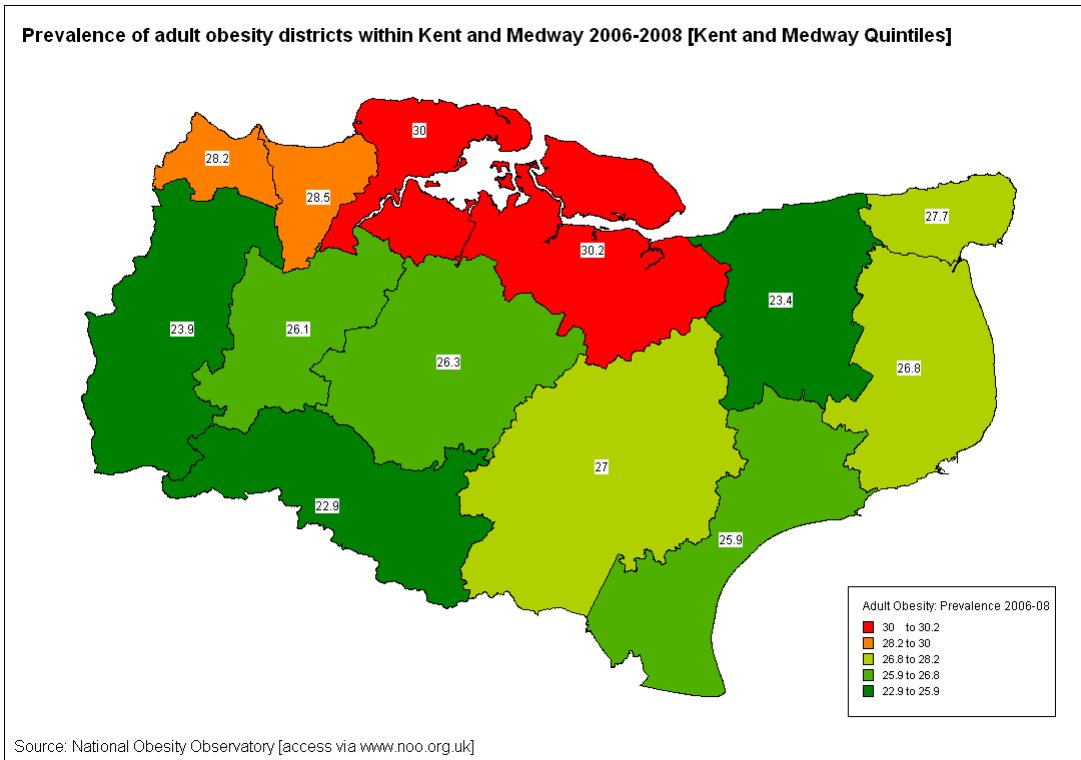 Prevalence of adult obesity districts within Kent and Medway 2006-2008 [Kent and Medway Quintiles]
30
28.2
28.5
27.7
30.2
23.4
23.9
26.1
26.3
26.8
27
22.9
25.9
Adult Obesity: Prevalence 2006-08
30 to 30.2
28.2 to 30
26.8 to 28.2
25.9 to 26.8
22.9 to 25.9
Source: National Obesity Observatory [access via www.noo.org.uk]